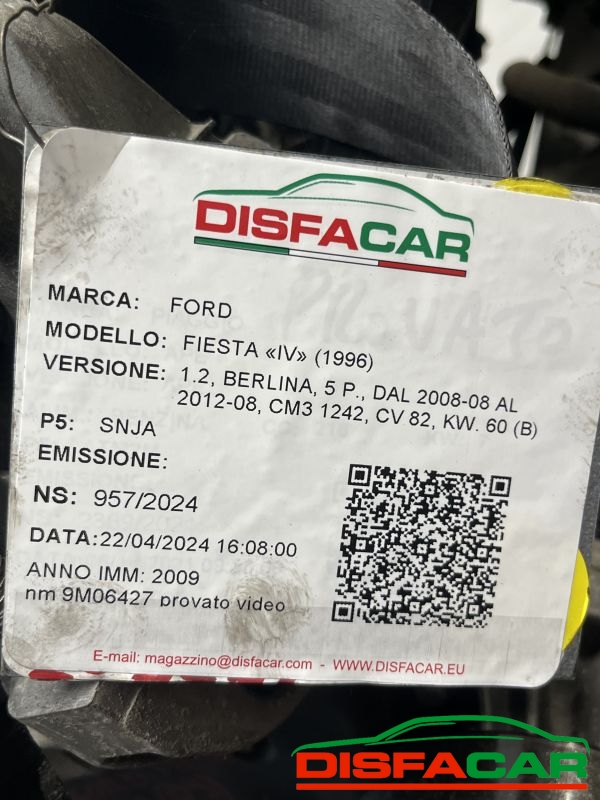 DISFACAR
PROVATO
MARCA: FORD
MODELLO: FIESTA «IV» (1996)
VERSIONE: 1.2, BERLINA, 5 P., DAL 2008-08 AL
2012-08, CM3 1242, CV 82, KW. 60 (B)
P5: SNJA
EMISSIONE:
NS: 957/2024
DATA:22/04/2024 16:08:00
ANNO IMM: 2009
nm 9M06427 provato video
E-mail: magazzino@disfacar.com - WWW.DISFACAR.EU
DISFACAR